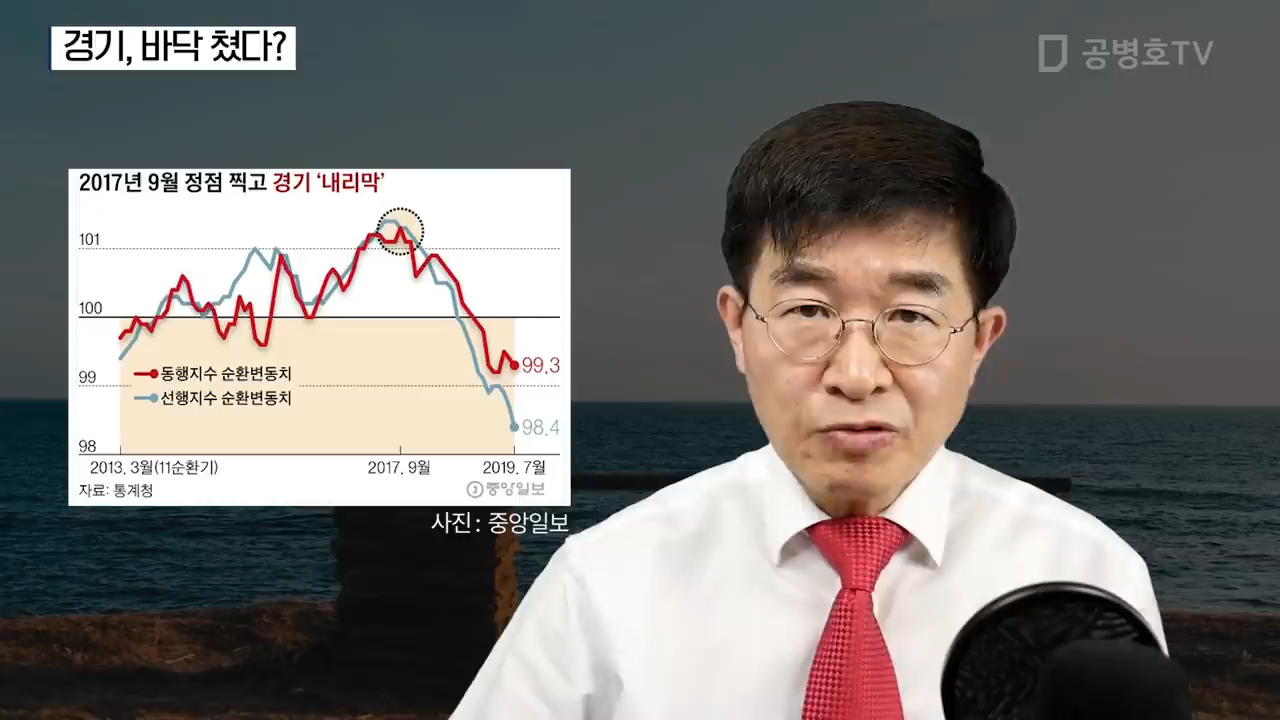 경기, 바닥 쳤다?
공병호TV
2017년 9월 정점 찍고 경기 ‘내리막’
101
100
99
98
99.3
98.4
동행지수 순환변동치
선행지수 순환변동치
2013. 3월(11순환기)
2017. 9월
2019. 7월
자료: 통계청
중앙일보
사진: 중앙일보